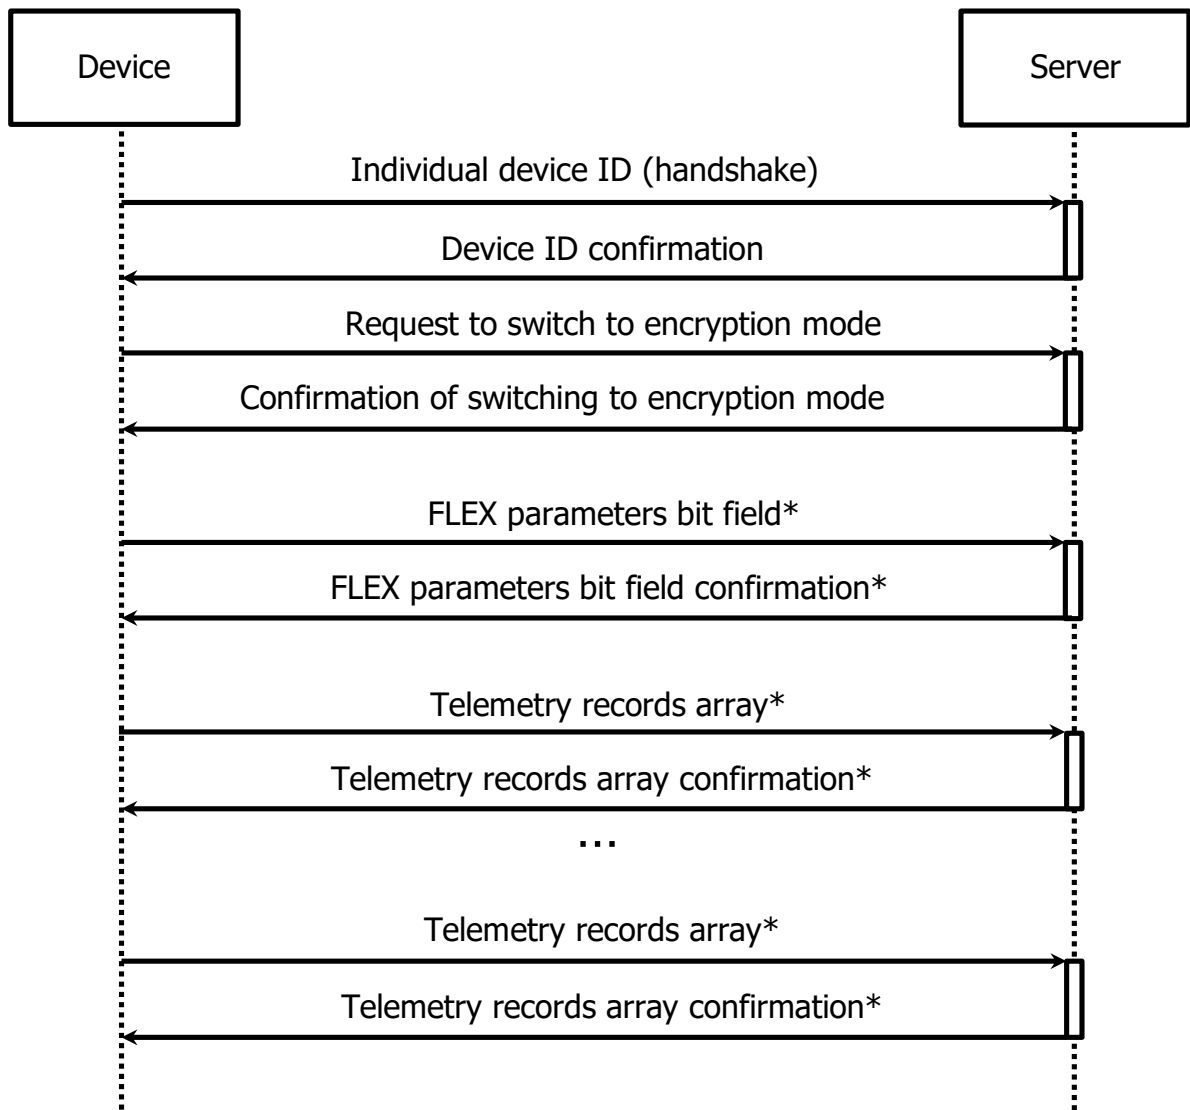 Device
Server
Individual device ID (handshake)
Device ID confirmation
Request to switch to encryption mode
Confirmation of switching to encryption mode
FLEX parameters bit field*
FLEX parameters bit field confirmation*
Telemetry records array*
Telemetry records array confirmation*
...
Telemetry records array*
Telemetry records array confirmation*